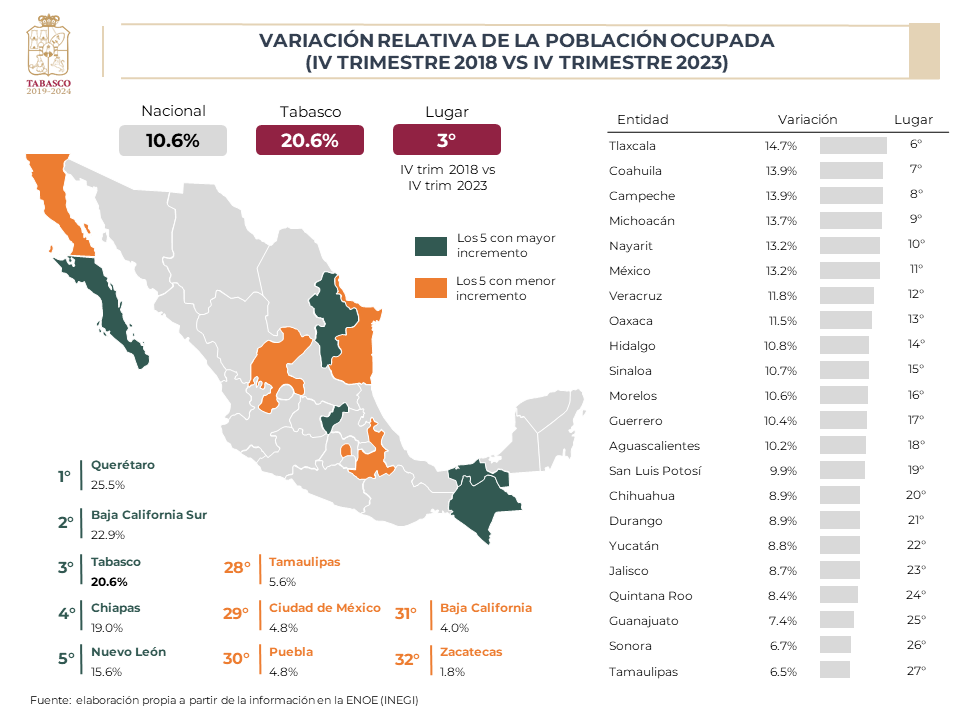 TABASCO
2019-2024
VARIACIÓN RELATIVA DE LA POBLACIÓN OCUPADA
(IV TRIMESTRE 2018 VS IV TRIMESTRE 2023)
Nacional
10.6%
Tabasco
20.6%
Lugar
3°
IV trim 2018 vs
IV trim 2023
Los 5 con mayor
incremento
Los 5 con menor
incremento
1°
Querétaro
25.5%
2°
Baja California Sur
22.9%
3°
Tabasco
20.6%
4°
Chiapas
19.0%
5°
Nuevo León
15.6%
28°
Tamaulipas
5.6%
29°
Ciudad de México
4.8%
30°
Puebla
4.8%
31°
Baja California
4.0%
32°
Zacatecas
1.8%
Entidad Variación Lugar
Tlaxcala 14.7% 6°
Coahuila 13.9% 7°
Campeche 13.9% 8°
Michoacán 13.7% 9°
Nayarit 13.2% 10°
México 13.2% 11°
Veracruz 11.8% 12°
Oaxaca 11.5% 13°
Hidalgo 10.8% 14°
Sinaloa 10.7% 15°
Morelos 10.6% 16°
Guerrero 10.4% 17°
Aguascalientes 10.2% 18°
San Luis Potosí 9.9% 19°
Chihuahua 8.9% 20°
Durango 8.9% 21°
Yucatán 8.8% 22°
Jalisco 8.7% 23°
Quintana Roo 8.4% 24°
Guanajuato 7.4% 25°
Sonora 6.7% 26°
Tamaulipas 6.5% 27°
Fuente: elaboración propia a partir de la información en la ENOE (INEGI)